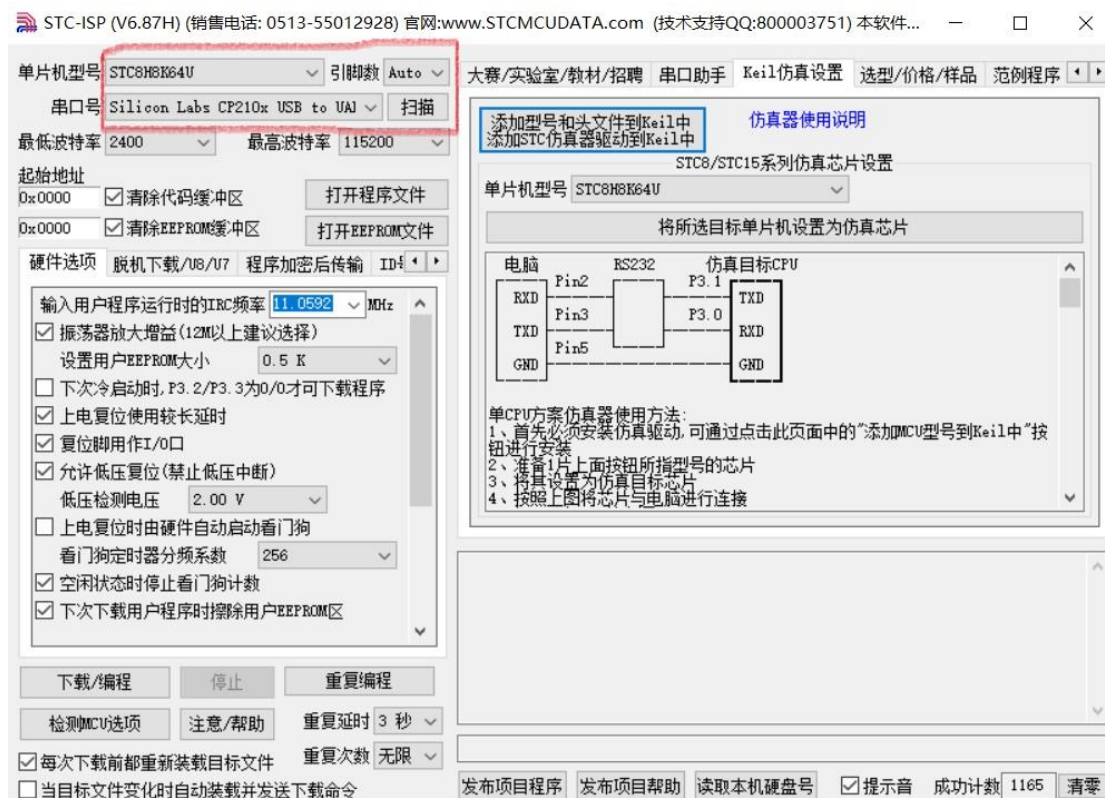 STC-ISP (V6.87H) (销售电话: 0513-55012928) 官网:www.STCMCUDATA.com (技术支持QQ:800003751) 本软件...
单片机型号 STC8H8K64U 引脚数 Auto
串口号 Silicon Labs CP210x USB to UAI 扫描
最低波特率 2400 最高波特率 115200
起始地址
0x0000 清除代码缓冲区 打开程序文件
0x0000 清除EEPROM缓冲区 打开EEPROM文件
硬件选项 脱机下载/U8/U7 程序加密后传输 ID
输入用户程序运行时的IRC频率 11.0592 MHz
振荡器放大增益(12M以上建议选择)
设置用户EEPROM大小 0.5 K
下次冷启动时,P3.2/P3.3为0/0才可下载程序
上电复位使用较长延时
复位脚用作I/O口
允许低压复位(禁止低压中断)
低压检测电压 2.00 V
上电复位时由硬件自动启动看门狗
看门狗定时器分频系数 256
空闲状态时停止看门狗计数
下次下载用户程序时擦除用户EEPROM区
下载/编程 停止 重复编程
检测MCU选项 注意/帮助 重复延时 3 秒
每次下载前都重新装载目标文件 重复次数 无限
当目标文件变化时自动装载并发送下载命令
大赛/实验室/教材/招聘 串口助手 Keil仿真设置 选型/价格/样品 范例程序
添加型号和头文件到Keil中
添加STC仿真器驱动到Keil中
仿真器使用说明
STC8/STC15系列仿真芯片设置
单片机型号 STC8H8K64U
将所选目标单片机设置为仿真芯片
电脑 RS232 仿真目标CPU
Pin2 P3.1
RXD TXD
Pin3 P3.0
TXD RXD
Pin5
GND GND
单CPU方案仿真器使用方法:
1、首先必须安装仿真驱动,可通过点击此页面中的"添加MCU型号到Keil中"按
钮进行安装
2、准备1片上面按钮所指型号的芯片
3、将其设置为仿真目标芯片
4、按照上图将芯片与电脑进行连接
发布项目程序 发布项目帮助 读取本机硬盘号 提示音 成功计数 1165 清零